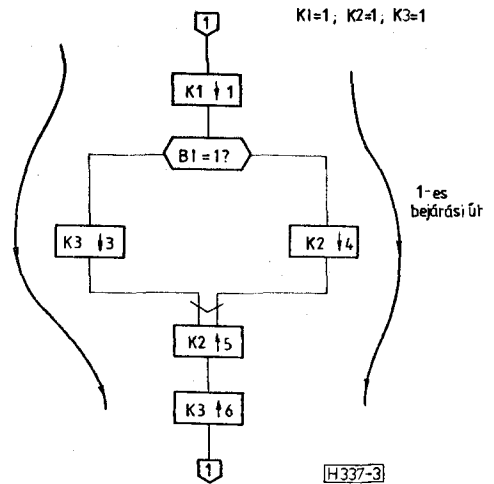 1
K1=1; K2=1; K3=1
K1 ↓ 1
B1=1?
1-es
bejárási út
K3 ↓3
K2 ↓4
K2 ↑5
K3 ↑6
1
H337-3